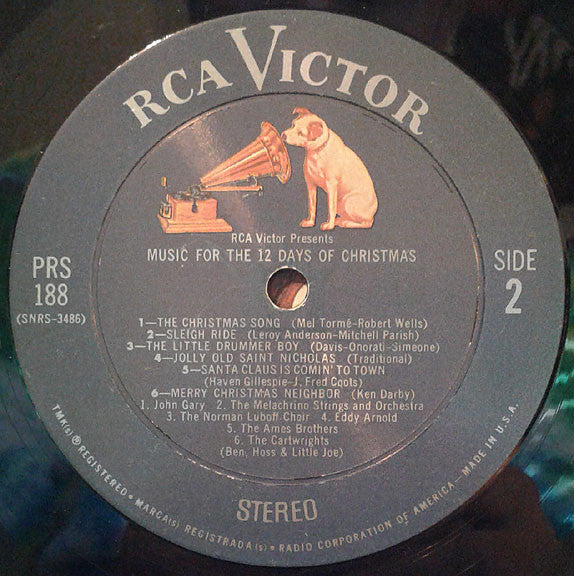 RCA VICTOR
RCA Victor Presents
MUSIC FOR THE 12 DAYS OF CHRISTMAS
PRS
188
(SNRS-3486)
SIDE
2
1—THE CHRISTMAS SONG (Mel Tormé-Robert Wells)
2—SLEIGH RIDE (Leroy Anderson-Mitchell Parish)
3—THE LITTLE DRUMMER BOY (Davis-Onorati-Simeone)
4—JOLLY OLD SAINT NICHOLAS (Traditional)
5—SANTA CLAUS IS COMIN' TO TOWN
(Haven Gillespie-J. Fred Coots)
6—MERRY CHRISTMAS NEIGHBOR (Ken Darby)
1. John Gary 2. The Melachrino Strings and Orchestra
3. The Norman Luboff Choir 4. Eddy Arnold
5. The Ames Brothers
6. The Cartwrights
(Ben, Hoss & Little Joe)
STEREO
TMK(s) ® REGISTERED • MARCA(s) REGISTRADA(s) • RADIO CORPORATION OF AMERICA—MADE IN U.S.A.